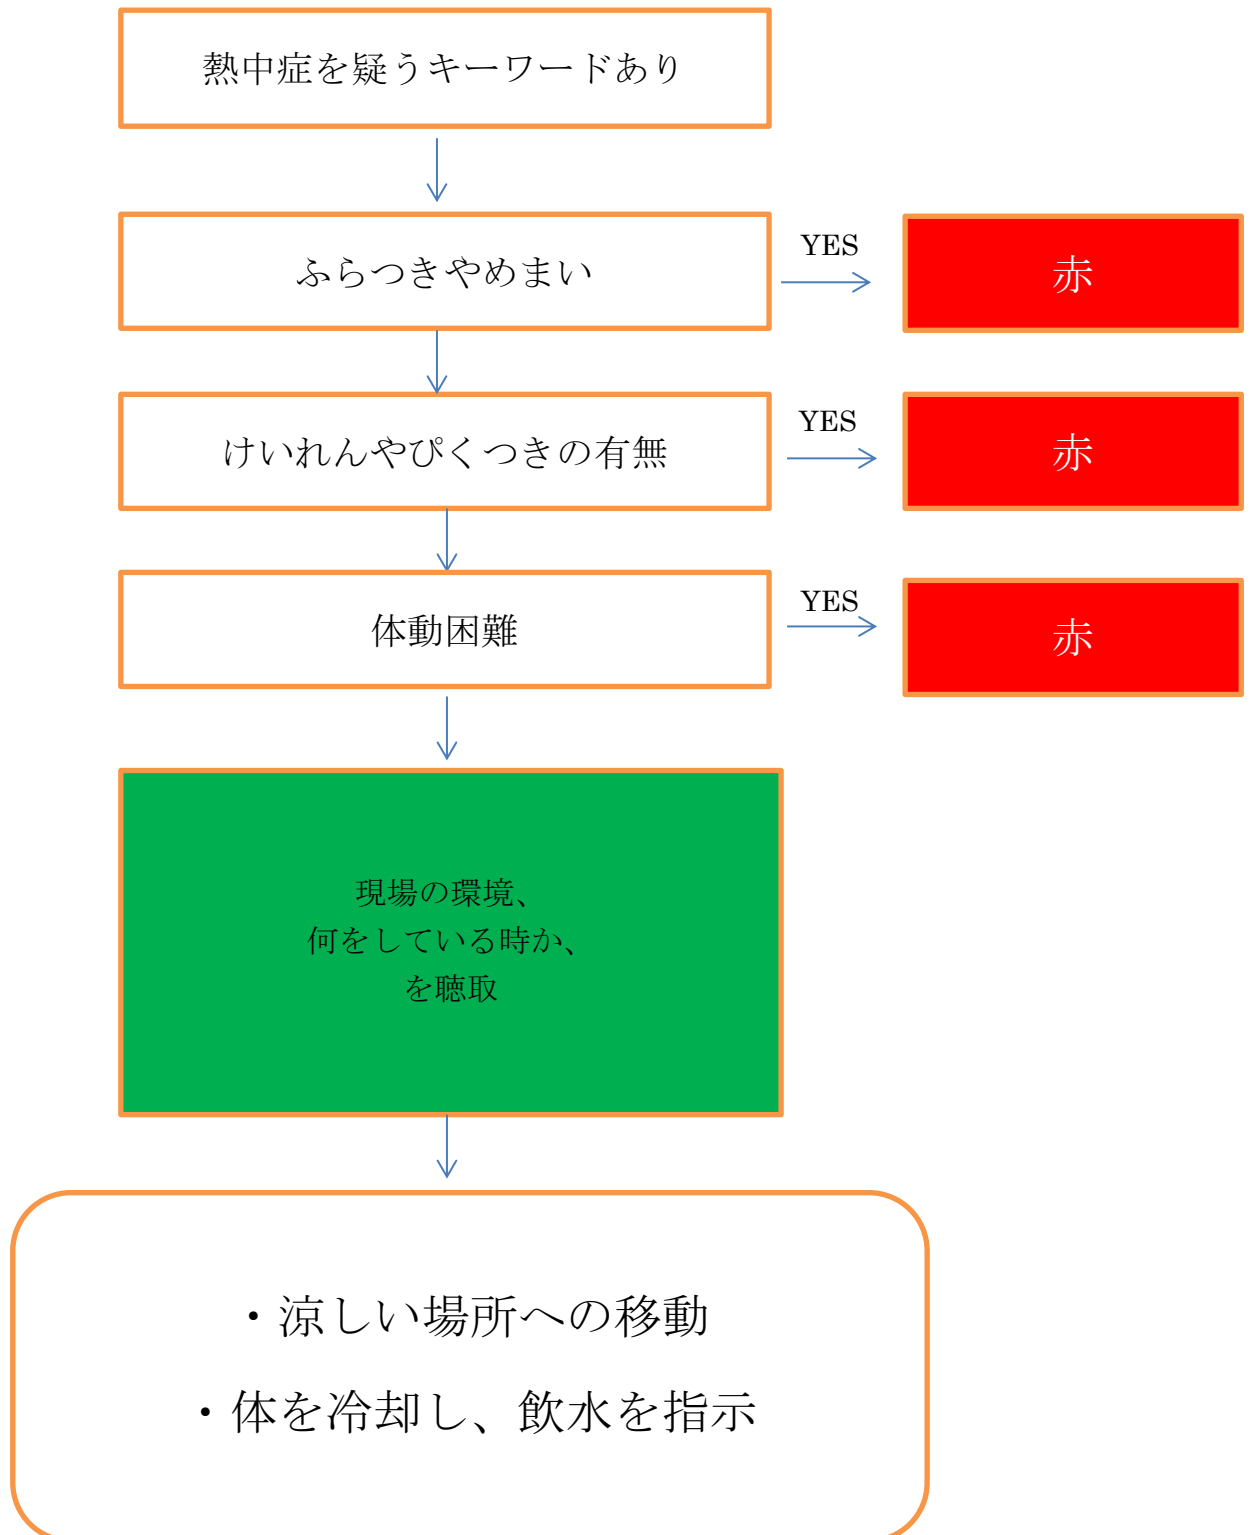 熱中症を疑うキーワードあり
ふらつきやめまい
YES
赤
けいれんやぴくつきの有無
YES
赤
体動困難
YES
赤
現場の環境、
何をしている時か、
を聴取
・涼しい場所への移動
・体を冷却し、飲水を指示